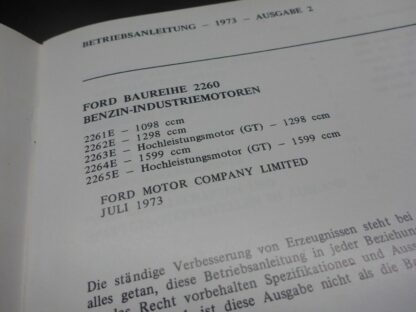 BETRIEBSANLEITUNG – 1973 – AUSGABE 2
FORD BAUREIHE 2260
BENZIN-INDUSTRIEMOTOREN
2261E – 1098 ccm
2262E – 1298 ccm
2263E – Hochleistungsmotor (GT) – 1298 ccm
2264E – 1599 ccm
2265E – Hochleistungsmotor (GT) – 1599 ccm
FORD MOTOR COMPANY LIMITED
JULI 1973
Die ständige Verbesserung von Erzeugnissen steht bei
alles getan, diese Betriebsanleitung in jeder Beziehung
das Recht vorbehalten Spezifikationen und
ist diese Ausgabe nicht als die